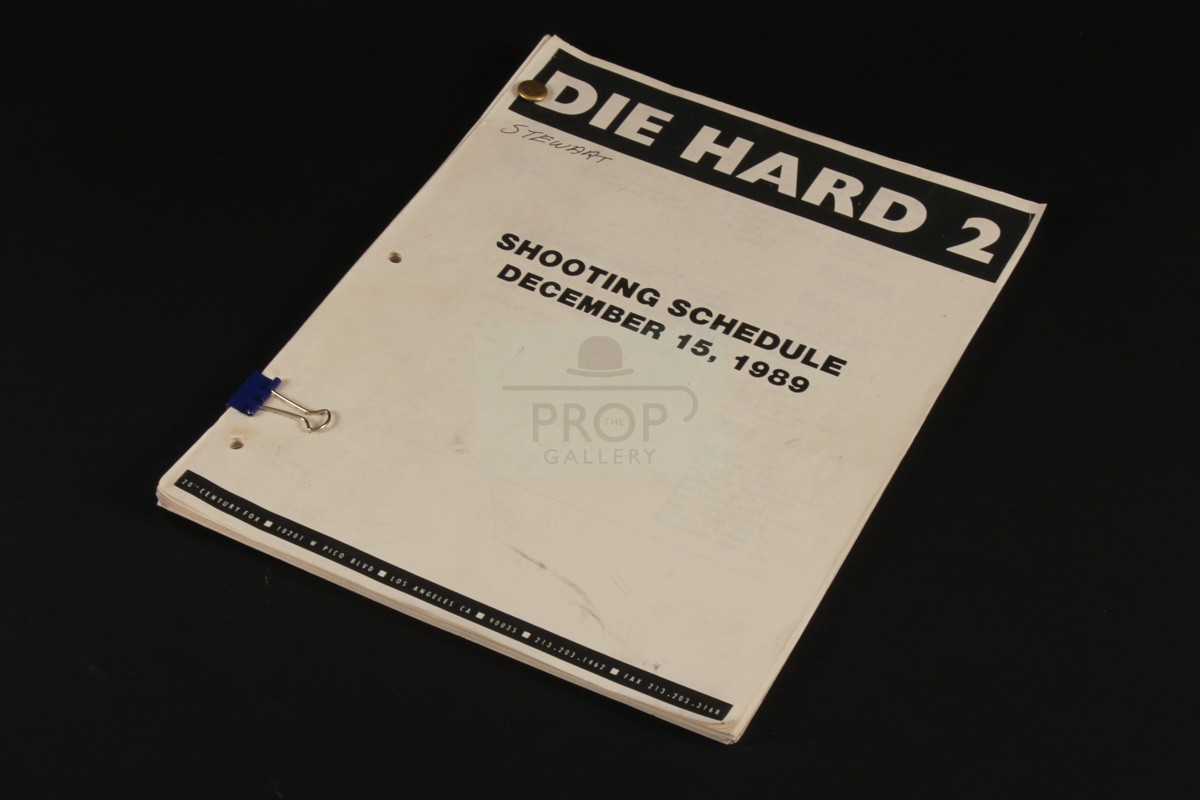 DIE HARD 2
STEWART
SHOOTING SCHEDULE
DECEMBER 15, 1989
THE
PROP
GALLERY
20TH CENTURY FOX ■ 10201 W PICO BLVD ■ LOS ANGELES CA ■ 90035 ■ 213.203.1462 ■ FAX 213.203.3168